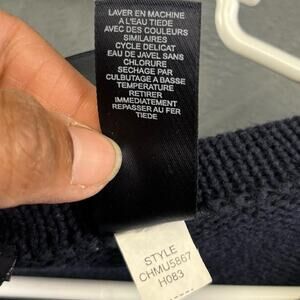 LAVER EN MACHINE
A L'EAU TIEDE
AVEC DES COULEURS
SIMILAIRES
CYCLE DELICAT
EAU DE JAVEL SANS
CHLORURE
SECHAGE PAR
CULBUTAGE A BASSE
TEMPERATURE
RETIRER
IMMEDIATEMENT
REPASSER AU FER
TIEDE
STYLE
CHMU5867
H083